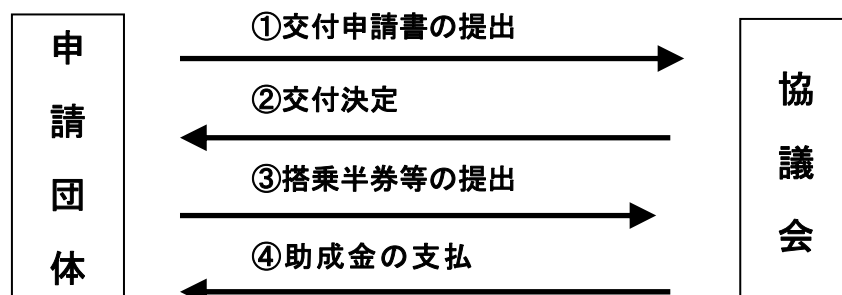 申請団体
①交付申請書の提出
②交付決定
③搭乗半券等の提出
④助成金の支払
協議会